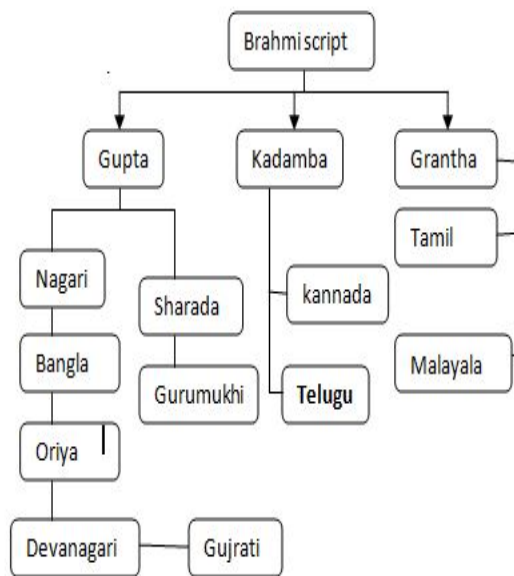 Brahmi script
Gupta
Kadamba
Grantha
Nagari
Sharada
kannada
Tamil
Bangla
Gurumukhi
Telugu
Malayala
Oriya
Devanagari
Gujrati